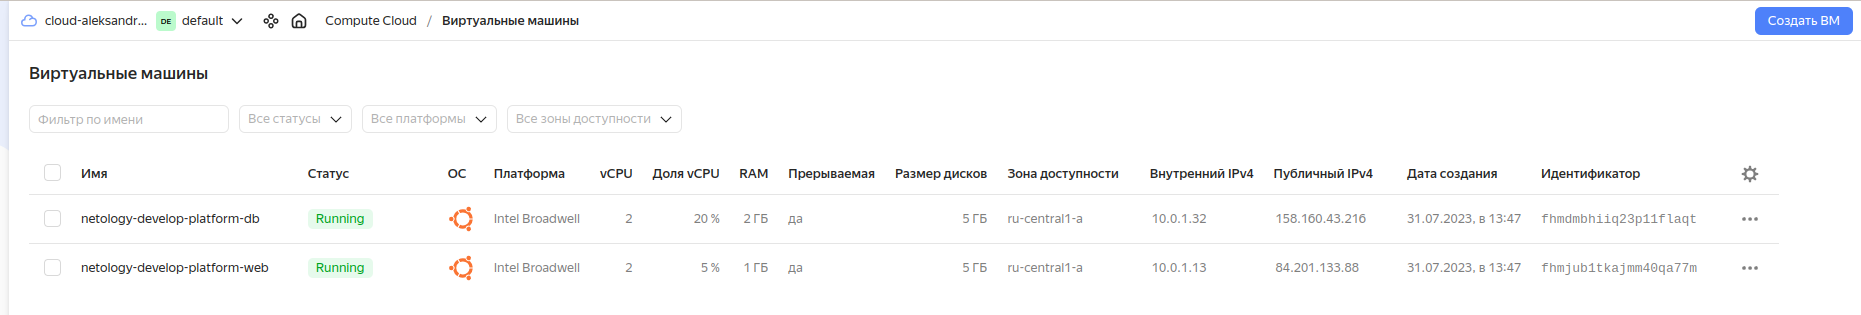 cloud-aleksandr... DE default Compute Cloud / Виртуальные машины Создать ВМ
Виртуальные машины
Фильтр по имени Все статусы Все платформы Все зоны доступности
Имя Статус ОС Платформа vCPU Доля vCPU RAM Прерываемая Размер дисков Зона доступности Внутренний IPv4 Публичный IPv4 Дата создания Идентификатор
netology-develop-platform-db Running Intel Broadwell 2 20 % 2 ГБ да 5 ГБ ru-central1-a 10.0.1.32 158.160.43.216 31.07.2023, в 13:47 fhmdmbhiiq23p11flaqt
netology-develop-platform-web Running Intel Broadwell 2 5 % 1 ГБ да 5 ГБ ru-central1-a 10.0.1.13 84.201.133.88 31.07.2023, в 13:47 fhmjub1tkajmm40qa77m